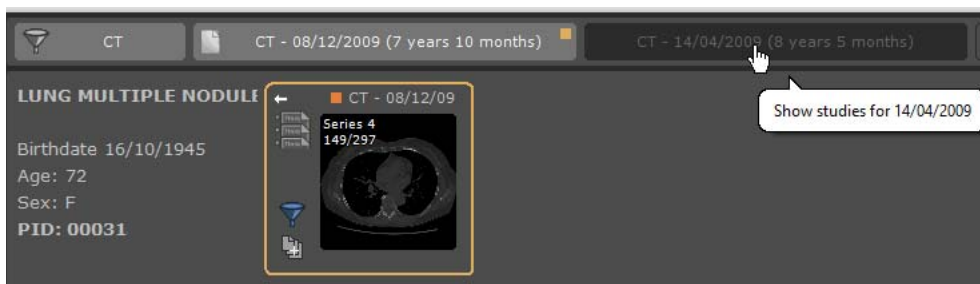 CT
CT - 08/12/2009 (7 years 10 months)
CT - 14/04/2009 (8 years 5 months)
Show studies for 14/04/2009
LUNG MULTIPLE NODULE
CT - 08/12/09
Series 4
149/297
Birthdate 16/10/1945
Age: 72
Sex: F
PID: 00031